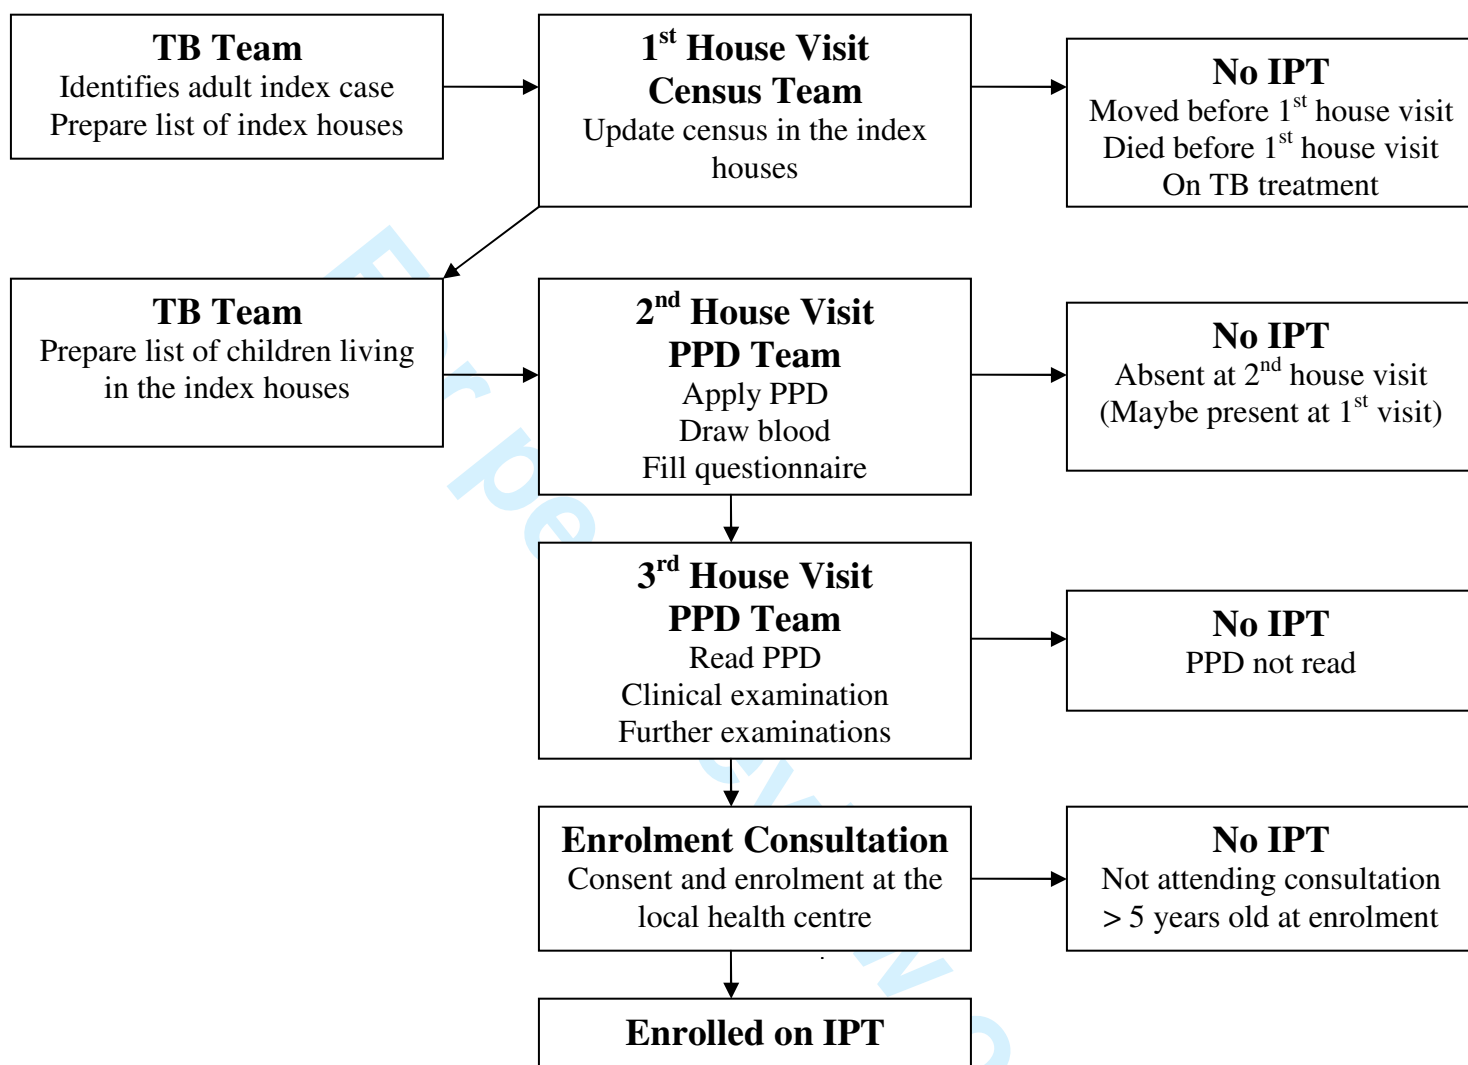 TB Team
Identifies adult index case
Prepare list of index houses
1st House Visit
Census Team
Update census in the index
houses
No IPT
Moved before 1st house visit
Died before 1st house visit
On TB treatment
TB Team
Prepare list of children living
in the index houses
2nd House Visit
PPD Team
Apply PPD
Draw blood
Fill questionnaire
No IPT
Absent at 2nd house visit
(Maybe present at 1st visit)
3rd House Visit
PPD Team
Read PPD
Clinical examination
Further examinations
No IPT
PPD not read
Enrolment Consultation
Consent and enrolment at the
local health centre
No IPT
Not attending consultation
> 5 years old at enrolment
Enrolled on IPT